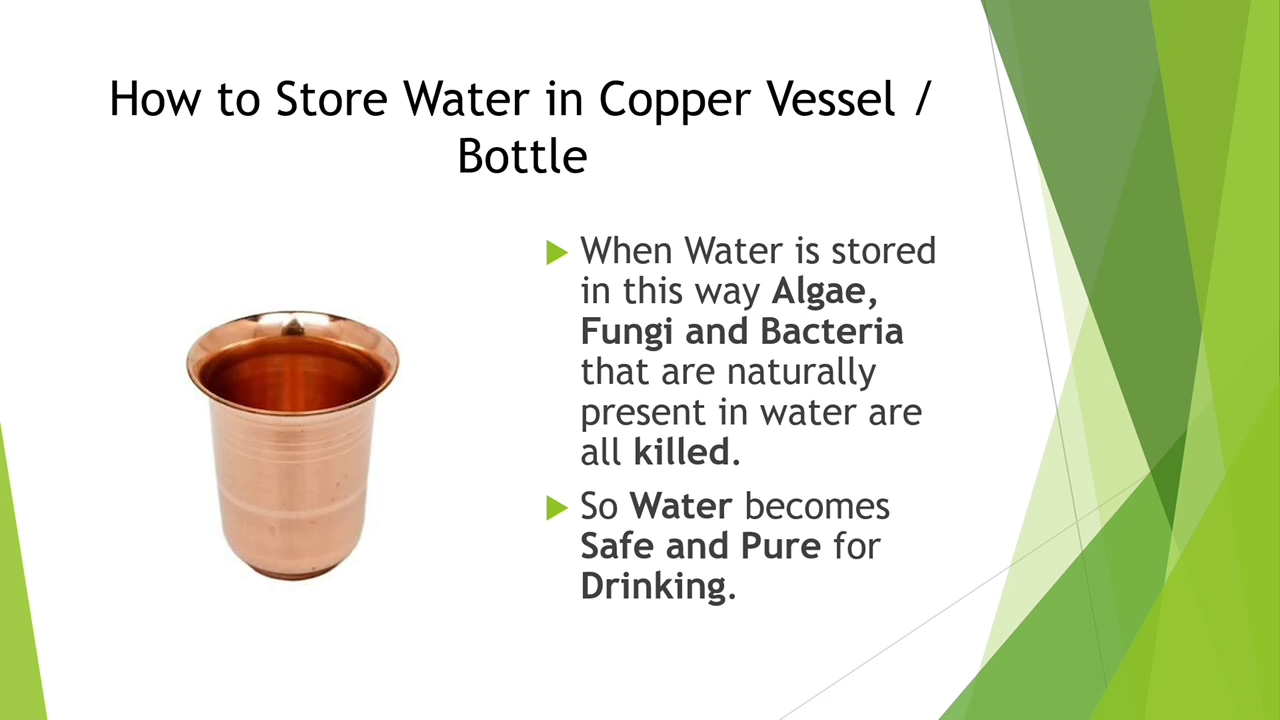 How to Store Water in Copper Vessel /
Bottle
When Water is stored
in this way Algae,
Fungi and Bacteria
that are naturally
present in water are
all killed.
So Water becomes
Safe and Pure for
Drinking.